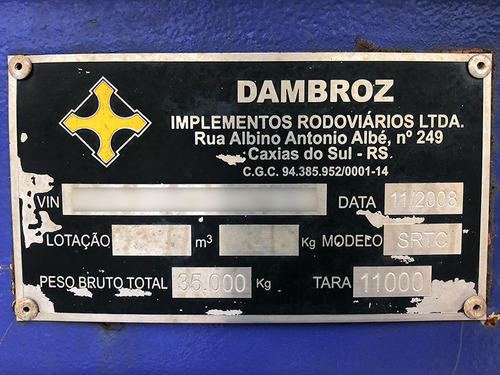 DAMBROZ
IMPLEMENTOS RODOVIÁRIOS LTDA.
Rua Albino Antonio Albé, nº 249
Caxias do Sul - RS
C.G.C. 94.385.952/0001-14
VIN DATA 11/2008
LOTAÇÃO m³ Kg MODELO SRTC
PESO BRUTO TOTAL 35.000 Kg TARA 11000